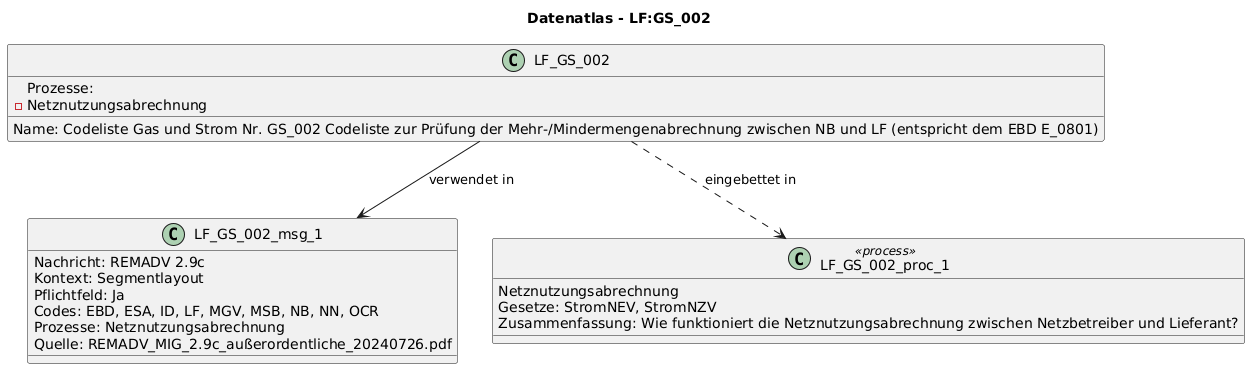 Datenatlas - LF:GS_002
C LF_GS_002
Prozesse:
Netznutzungsabrechnung
Name: Codeliste Gas und Strom Nr. GS_002 Codeliste zur Prüfung der Mehr-/Mindermengenabrechnung zwischen NB und LF (entspricht dem EBD E_0801)
verwendet in
eingebettet in
C LF_GS_002_msg_1
Nachricht: REMADV 2.9c
Kontext: Segmentlayout
Pflichtfeld: Ja
Codes: EBD, ESA, ID, LF, MGV, MSB, NB, NN, OCR
Prozesse: Netznutzungsabrechnung
Quelle: REMADV_MIG_2.9c_außerordentliche_20240726.pdf
«process»
C LF_GS_002_proc_1
Netznutzungsabrechnung
Gesetze: StromNEV, StromNZV
Zusammenfassung: Wie funktioniert die Netznutzungsabrechnung zwischen Netzbetreiber und Lieferant?